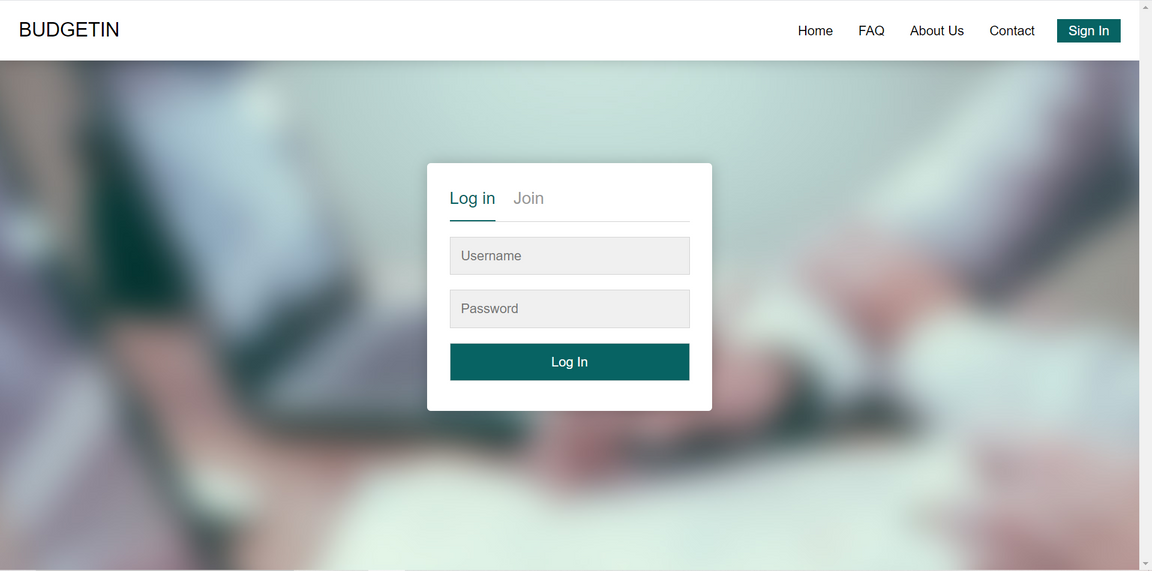 BUDGETIN
Home FAQ About Us Contact Sign In
Log in Join
Username
Password
Log In